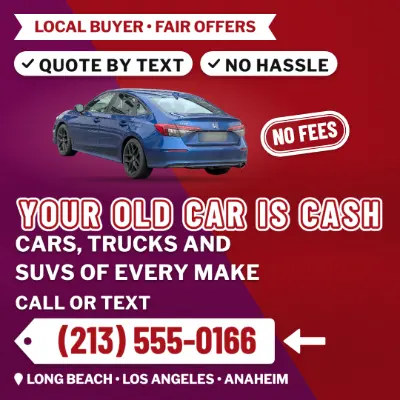 LOCAL BUYER • FAIR OFFERS
✓ QUOTE BY TEXT ✓ NO HASSLE
NO FEES
YOUR OLD CAR IS CASH
CARS, TRUCKS AND
SUVS OF EVERY MAKE
CALL OR TEXT
(213) 555-0166
LONG BEACH • LOS ANGELES • ANAHEIM